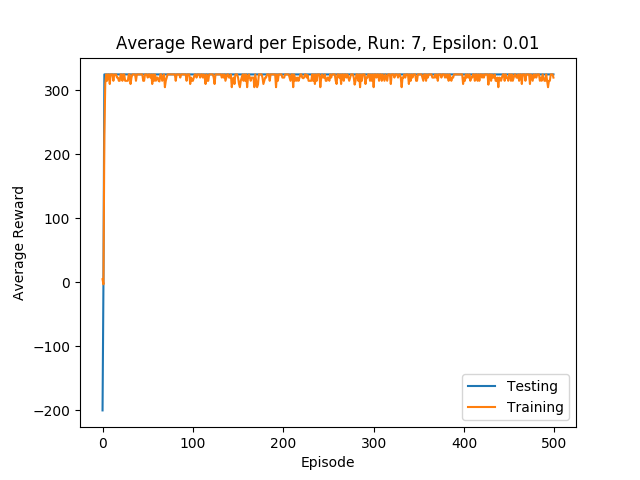 Average Reward per Episode, Run: 7, Epsilon: 0.01
Average Reward
300
200
100
0
−100
−200
0 100 200 300 400 500
Episode
Testing
Training